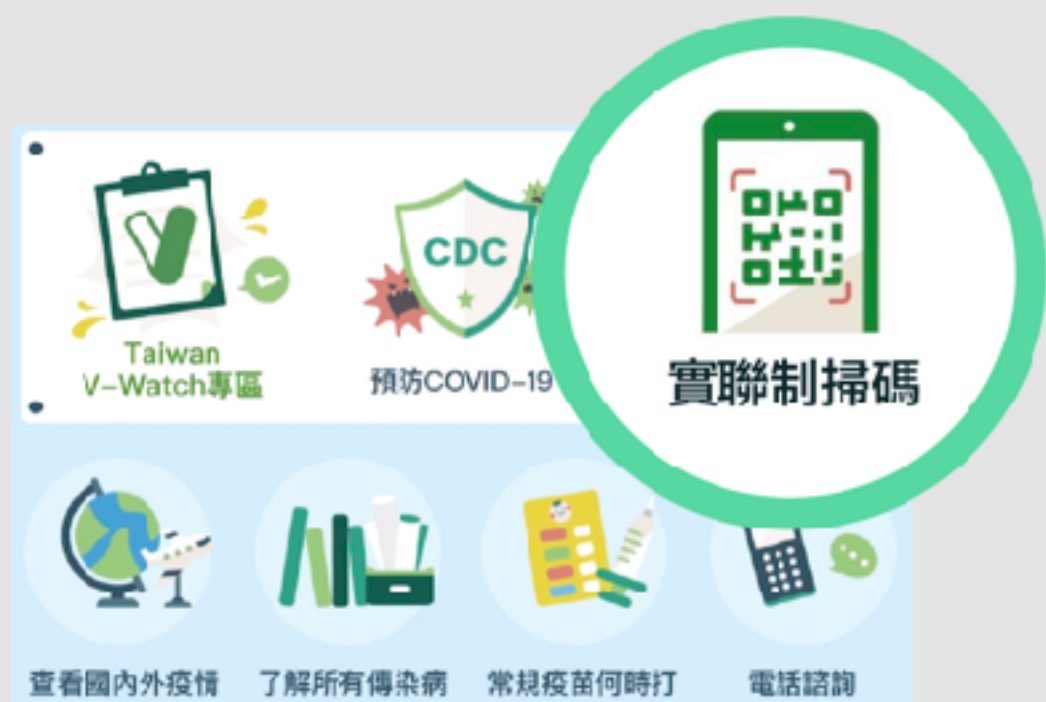 CDC
Taiwan
V-Watch專區
預防COVID-19
實聯制掃碼
查看國內外疫情
了解所有傳染病
常規疫苗何時打
電話諮詢